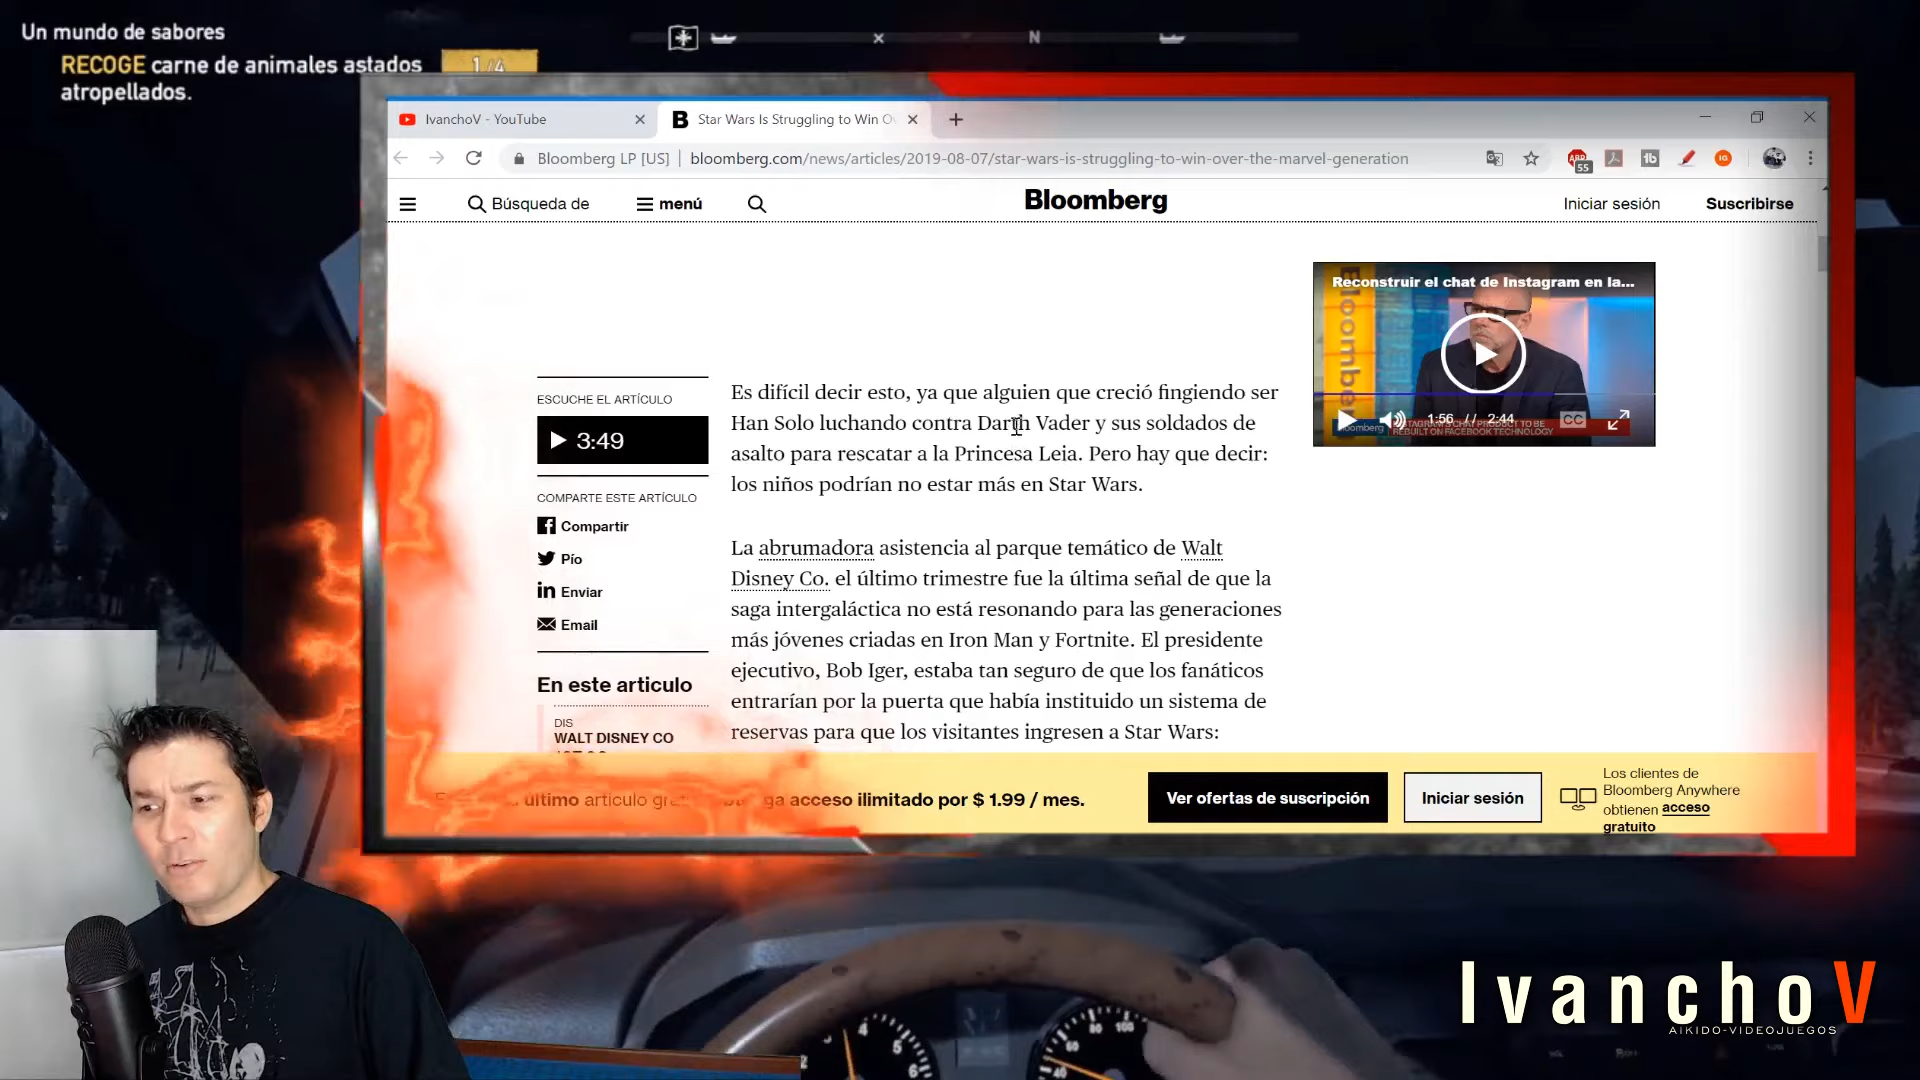 Un mundo de sabores
RECOGE carne de animales astados
atropellados.
1/4
N
IvanchoV - YouTube
Star Wars Is Struggling to Win O
Bloomberg LP [US]
bloomberg.com/news/articles/2019-08-07/star-wars-is-struggling-to-win-over-the-marvel-generation
55
Búsqueda de
menú
Bloomberg
Iniciar sesión
Suscribirse
Reconstruir el chat de Instagram en la...
1:56 // 2:44
CC
REBUILT ON FACEBOOK TECHNOLOGY
ESCUCHE EL ARTÍCULO
3:49
COMPARTE ESTE ARTÍCULO
Compartir
Pío
Enviar
Email
En este articulo
DIS
WALT DISNEY CO
Es difícil decir esto, ya que alguien que creció fingiendo ser
Han Solo luchando contra Darth Vader y sus soldados de
asalto para rescatar a la Princesa Leia. Pero hay que decir:
los niños podrían no estar más en Star Wars.
La abrumadora asistencia al parque temático de Walt
Disney Co. el último trimestre fue la última señal de que la
saga intergaláctica no está resonando para las generaciones
más jóvenes criadas en Iron Man y Fortnite. El presidente
ejecutivo, Bob Iger, estaba tan seguro de que los fanáticos
entrarían por la puerta que había instituido un sistema de
reservas para que los visitantes ingresen a Star Wars:
último articulo acceso ilimitado por $ 1.99 / mes.
Ver ofertas de suscripción
Iniciar sesión
Los clientes de
Bloomberg Anywhere
obtienen acceso
gratuito
IvanchoV
AIKIDO-VIDEOJUEGOS